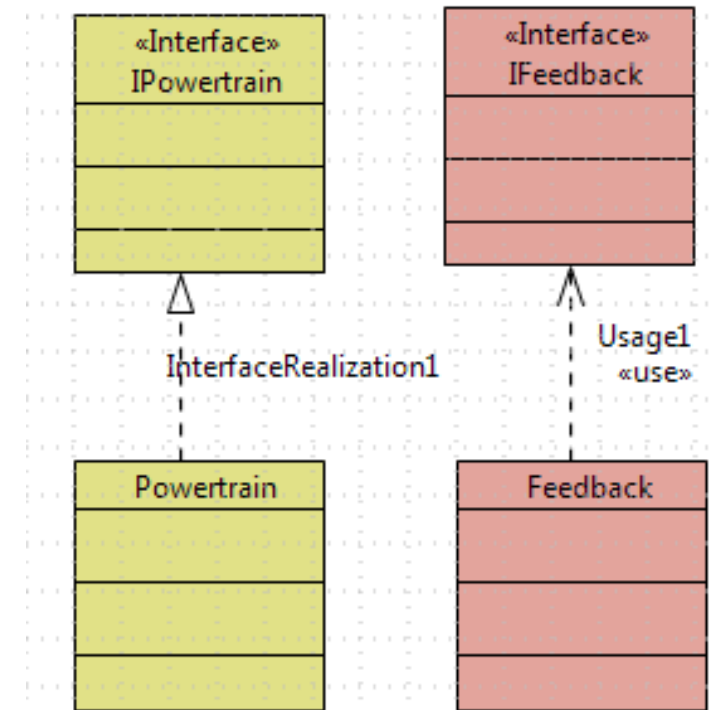 «Interface»
IPowertrain
«Interface»
IFeedback
InterfaceRealization1
Usage1
«use»
Powertrain
Feedback